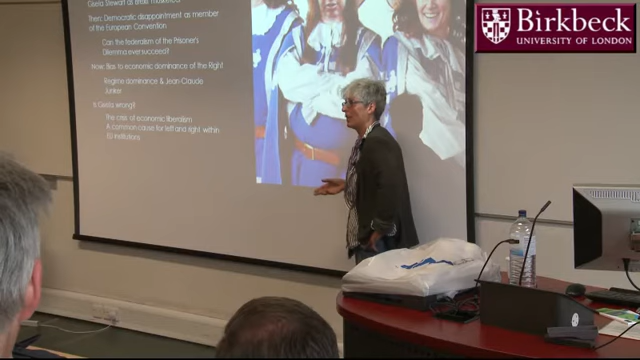 Gisela Stewart as Brexit musketeer
Then: Democratic disappointment as member
of the European Convention
Can the federalism of the Prisoner's
Dilemma ever succeed?
Now: Bias to economic dominance of the Right
Regime dominance & Jean-Claude
Junker
Is Gisela wrong?
The crisis of economic liberalism
A common cause for left and right within
EU institutions
Birkbeck
UNIVERSITY OF LONDON